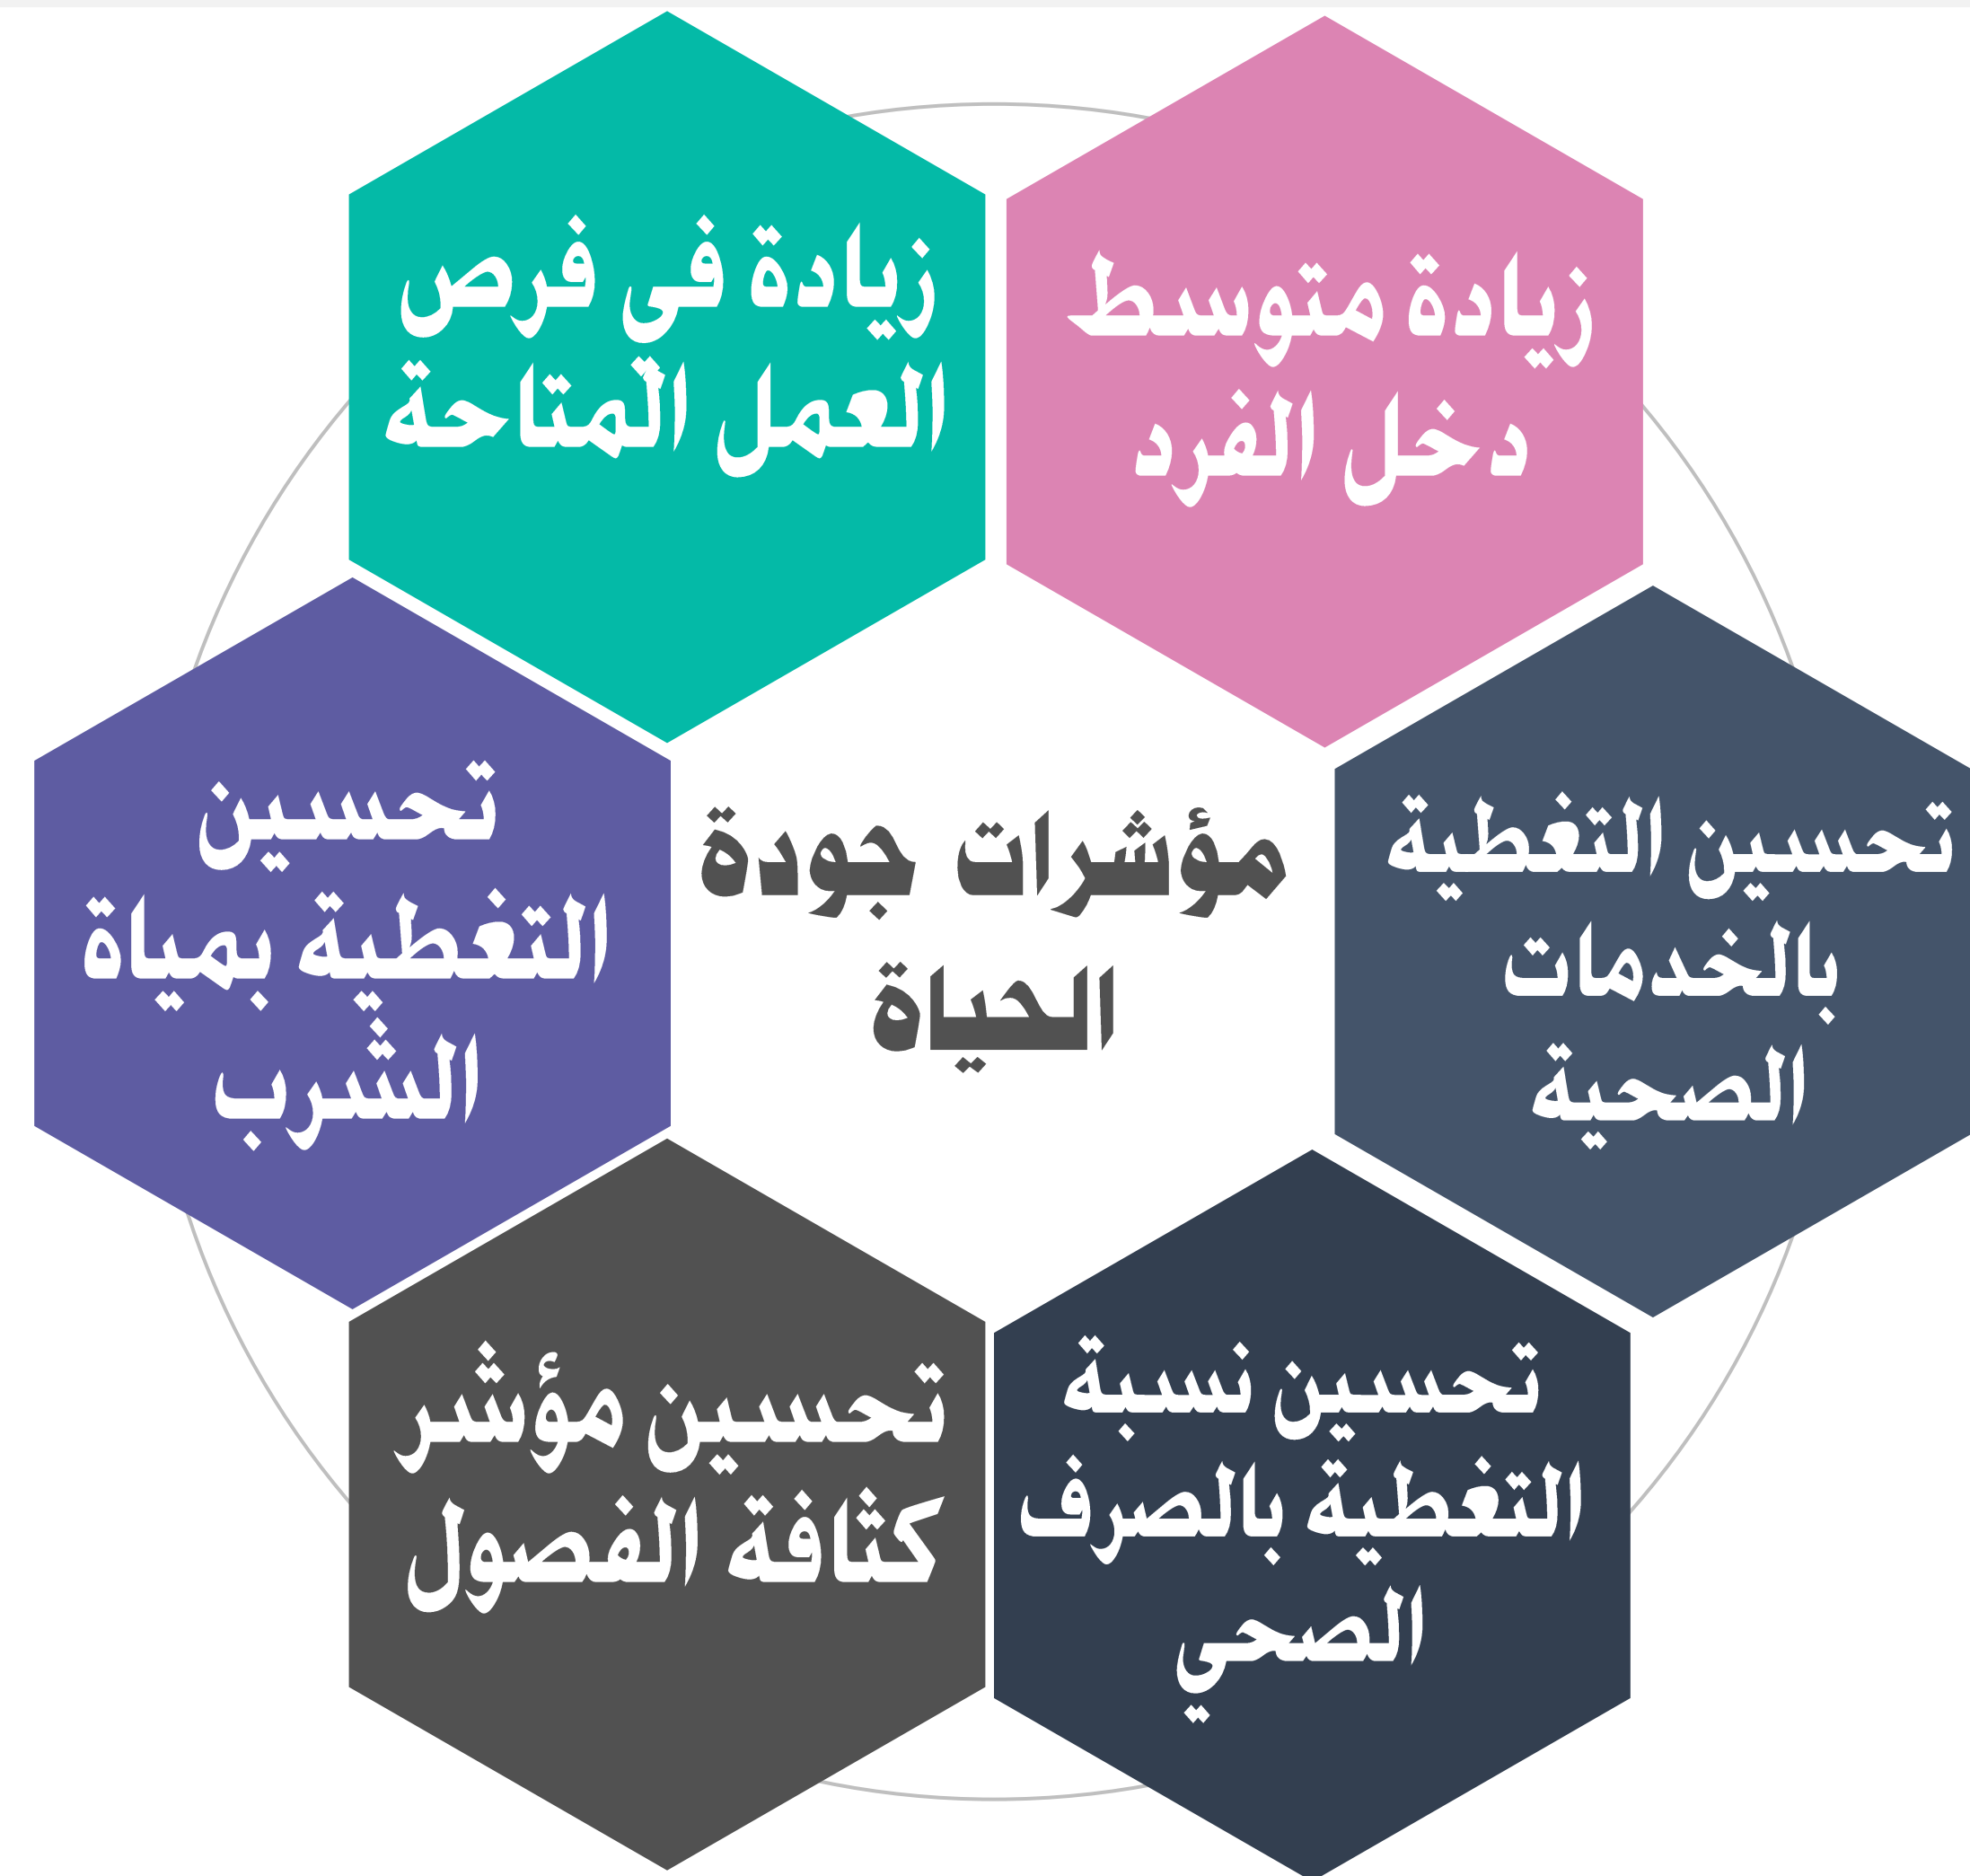 زيادة متوسط
دخل الفرد
زيادة فى فرص
العمل المتاحة
تحسين التغطية
بالخدمات
الصحية
مؤشرات جودة
الحياة
تحسين
التغطية بمياة
الشرب
تحسين نسبة
التغطية بالصرف
الصحي
تحسين مؤشر
كثافة الفصول